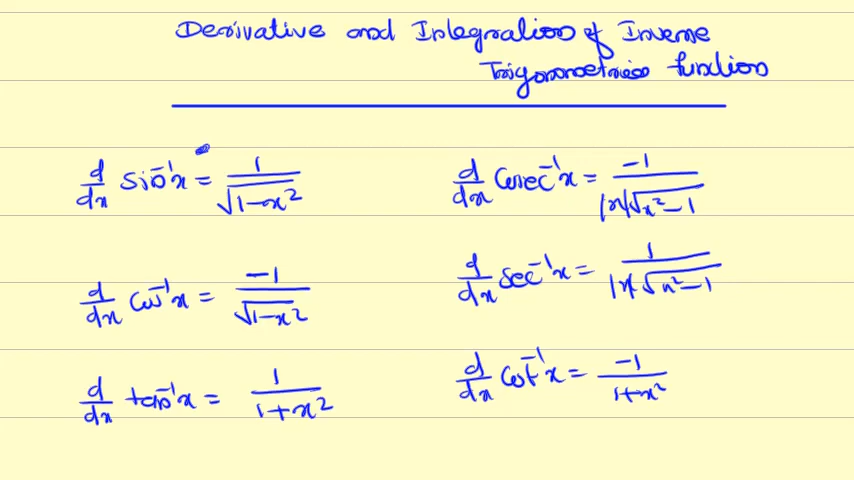 Derivative and Integration of Inverse
Trigonometric function
d/dx sin⁻¹x = 1/√(1-x²)
d/dx cosec⁻¹x = -1/(|x|√(x²-1))
d/dx cos⁻¹x = -1/√(1-x²)
d/dx sec⁻¹x = 1/(|x|√(x²-1))
d/dx tan⁻¹x = 1/(1+x²)
d/dx cot⁻¹x = -1/(1+x²)